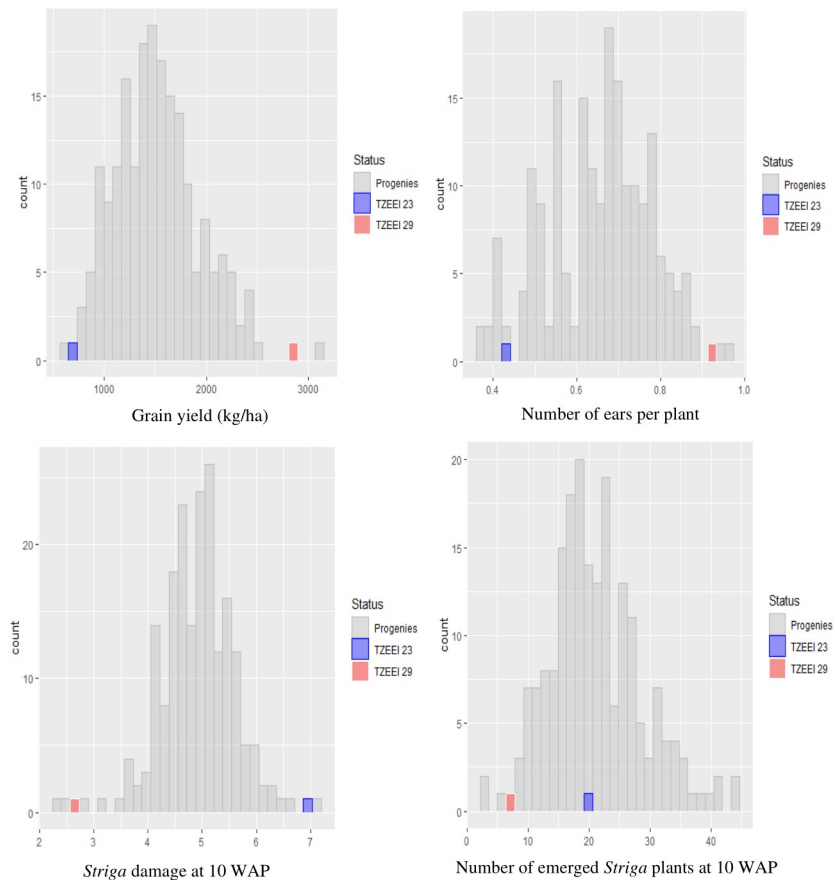 15
10
5
0
count
1000
2000
3000
Grain yield (kg/ha)
Status
Progenies
TZEEI 23
TZEEI 29
15
10
5
0
count
0.4
0.6
0.8
1.0
Number of ears per plant
Status
Progenies
TZEEI 23
TZEEI 29
20
10
0
count
2
3
4
5
6
7
Striga damage at 10 WAP
Status
Progenies
TZEEI 23
TZEEI 29
20
15
10
5
0
count
0
10
20
30
40
Number of emerged Striga plants at 10 WAP
Status
Progenies
TZEEI 23
TZEEI 29